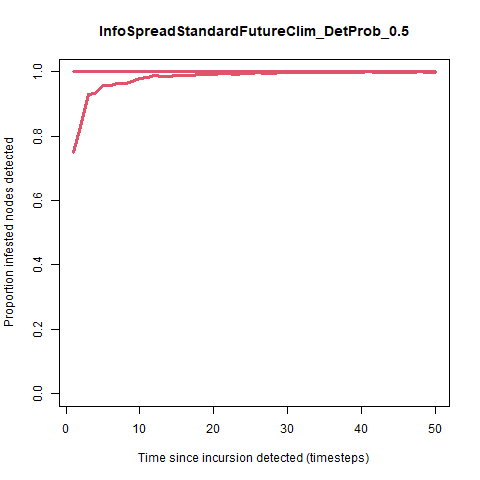 InfoSpreadStandardFutureClim_DetProb_0.5
Proportion infested nodes detected
1.0
0.8
0.6
0.4
0.2
0.0
0 10 20 30 40 50
Time since incursion detected (timesteps)